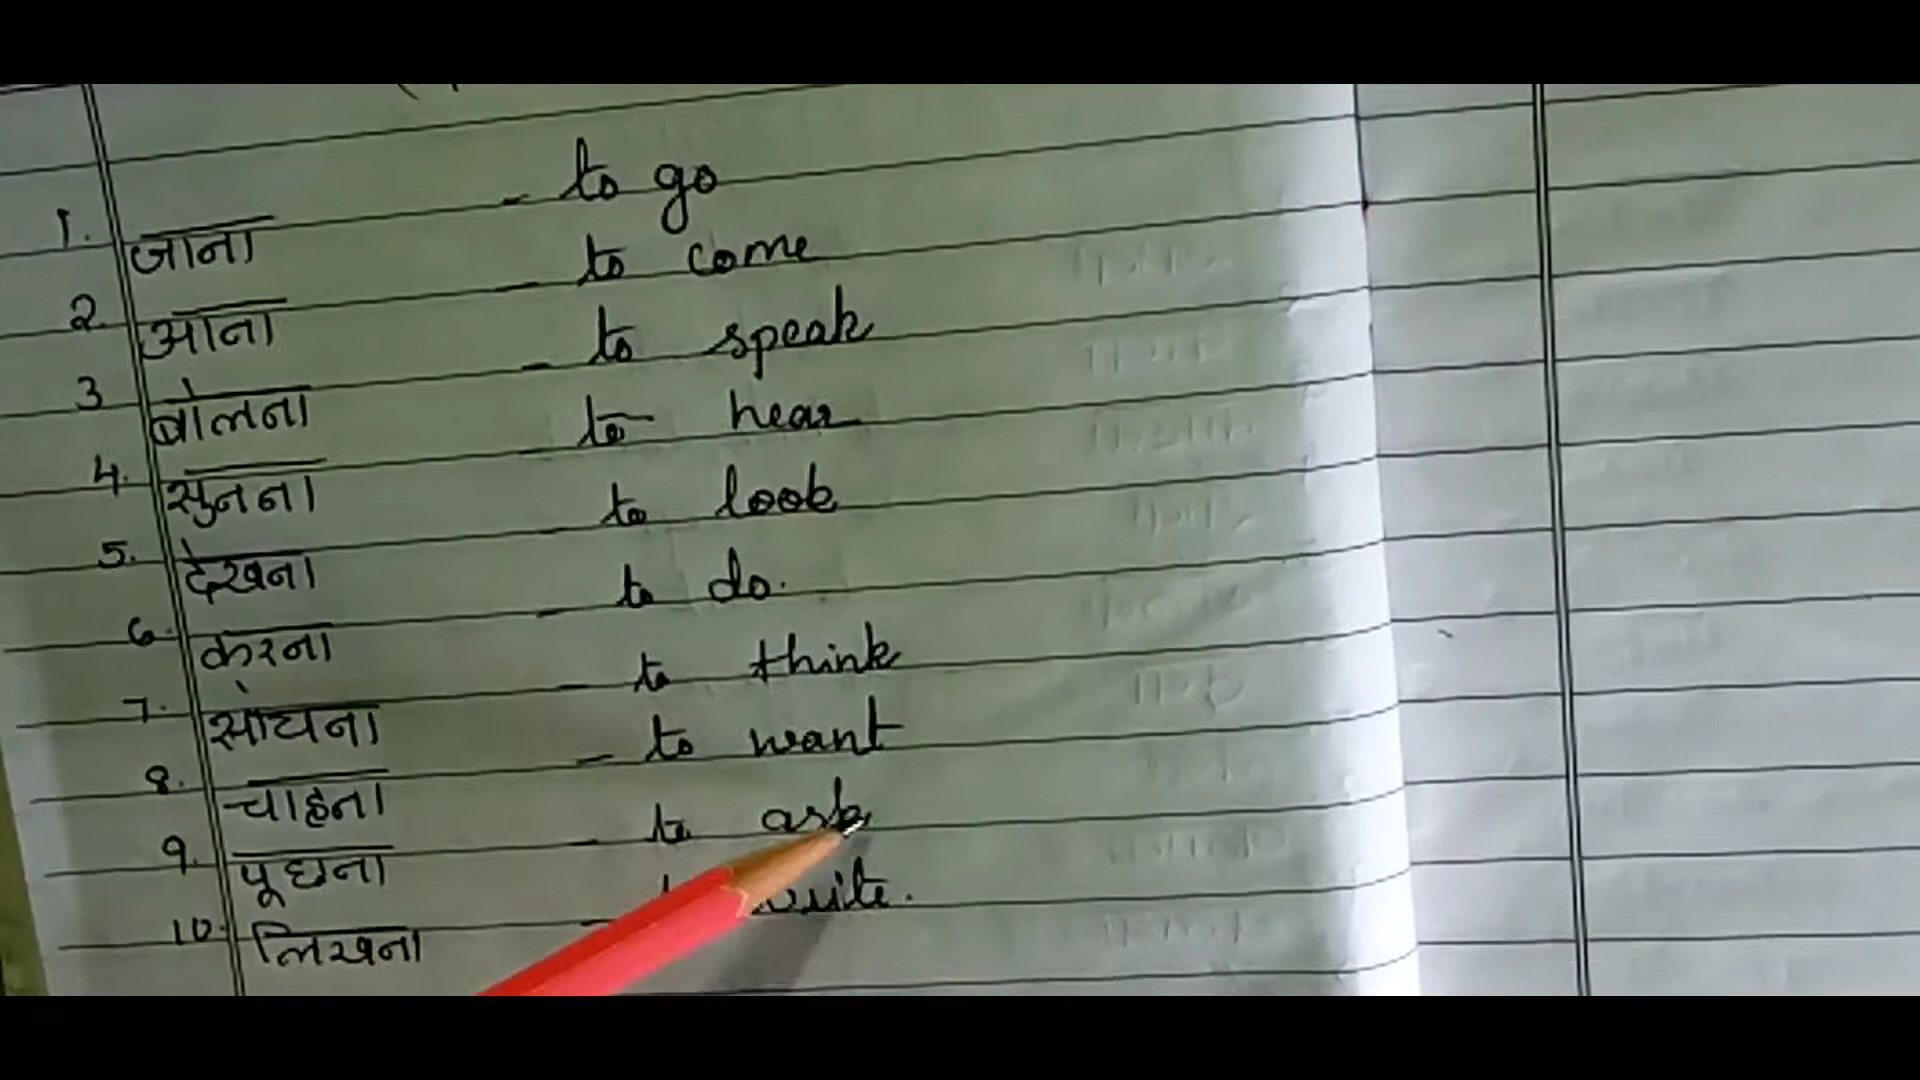 1. जाना - to go
2. आना - to come
3 बोलना - to speak
4. सुनना - to hear
5. देखना - to look
6. करना - to do.
7. सोचना - to think
8. चाहना - to want
9. पूछना - to ask
10. लिखना - write.